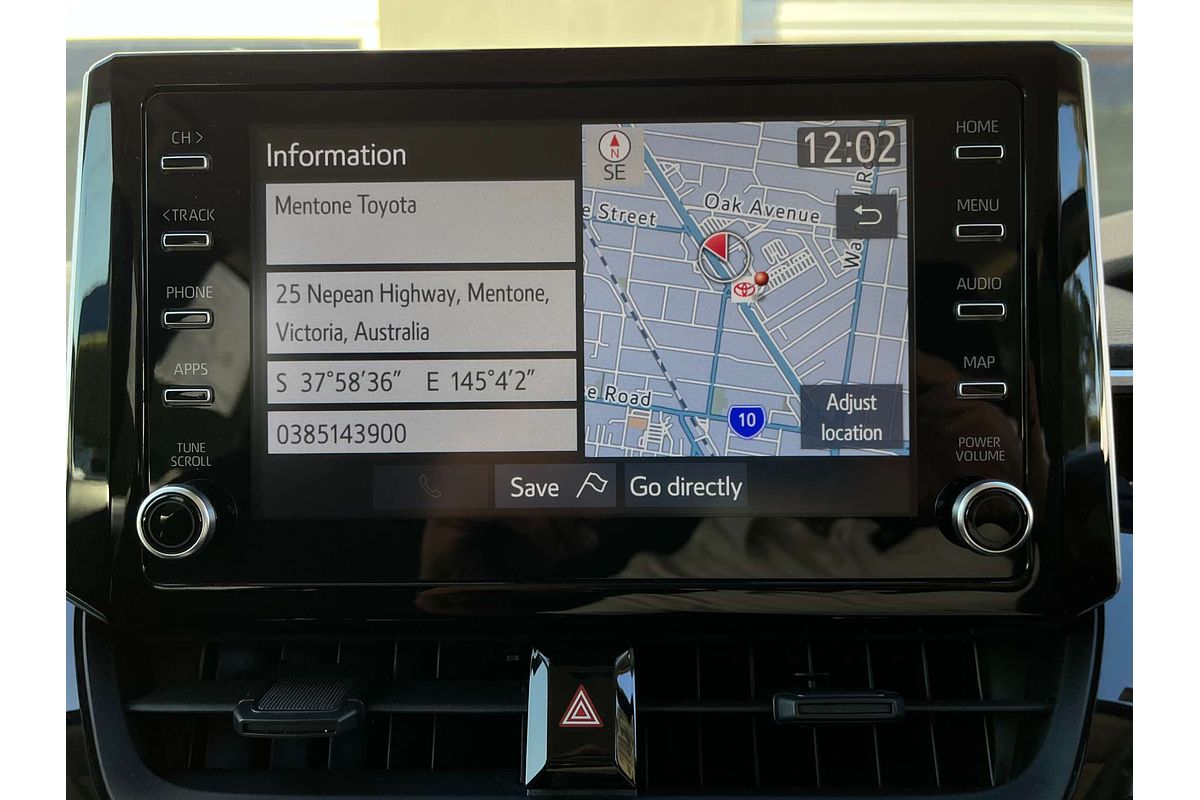 CH >
<TRACK
PHONE
APPS
TUNE
SCROLL
Information
Mentone Toyota
25 Nepean Highway, Mentone,
Victoria, Australia
S 37°58'36" E 145°4'2"
0385143900
Save
Go directly
N
SE
12:02
e Street
Oak Avenue
Wa
l Ro
e Road
10
Adjust
location
HOME
MENU
AUDIO
MAP
POWER
VOLUME